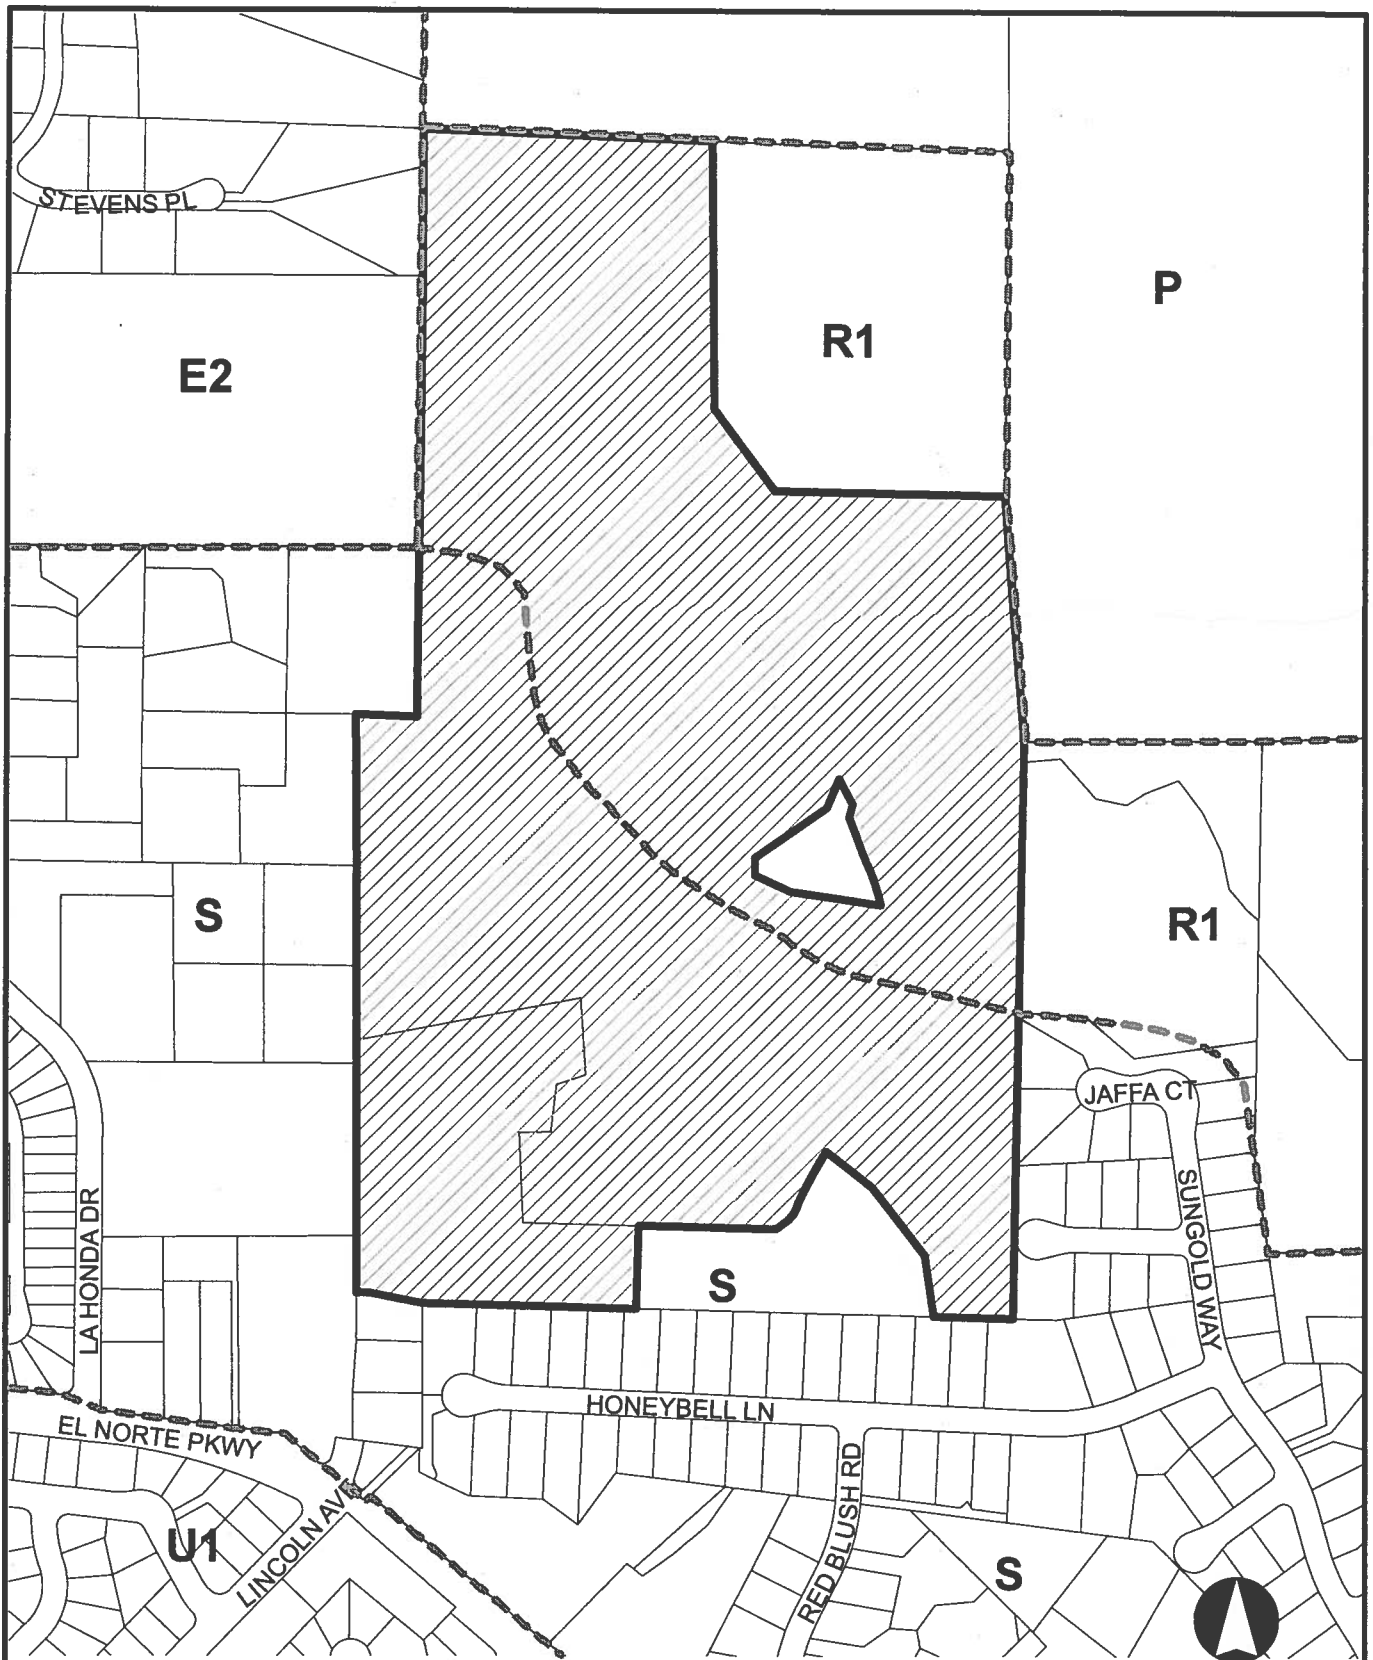 STEVENS PL
P
R1
E2
S
R1
JAFFA CT
SUNGOLD WAY
LA HONDA DR
S
HONEYBELL LN
EL NORTE PKWY
RED BLUSH RD
LINCOLN AV
U1
S